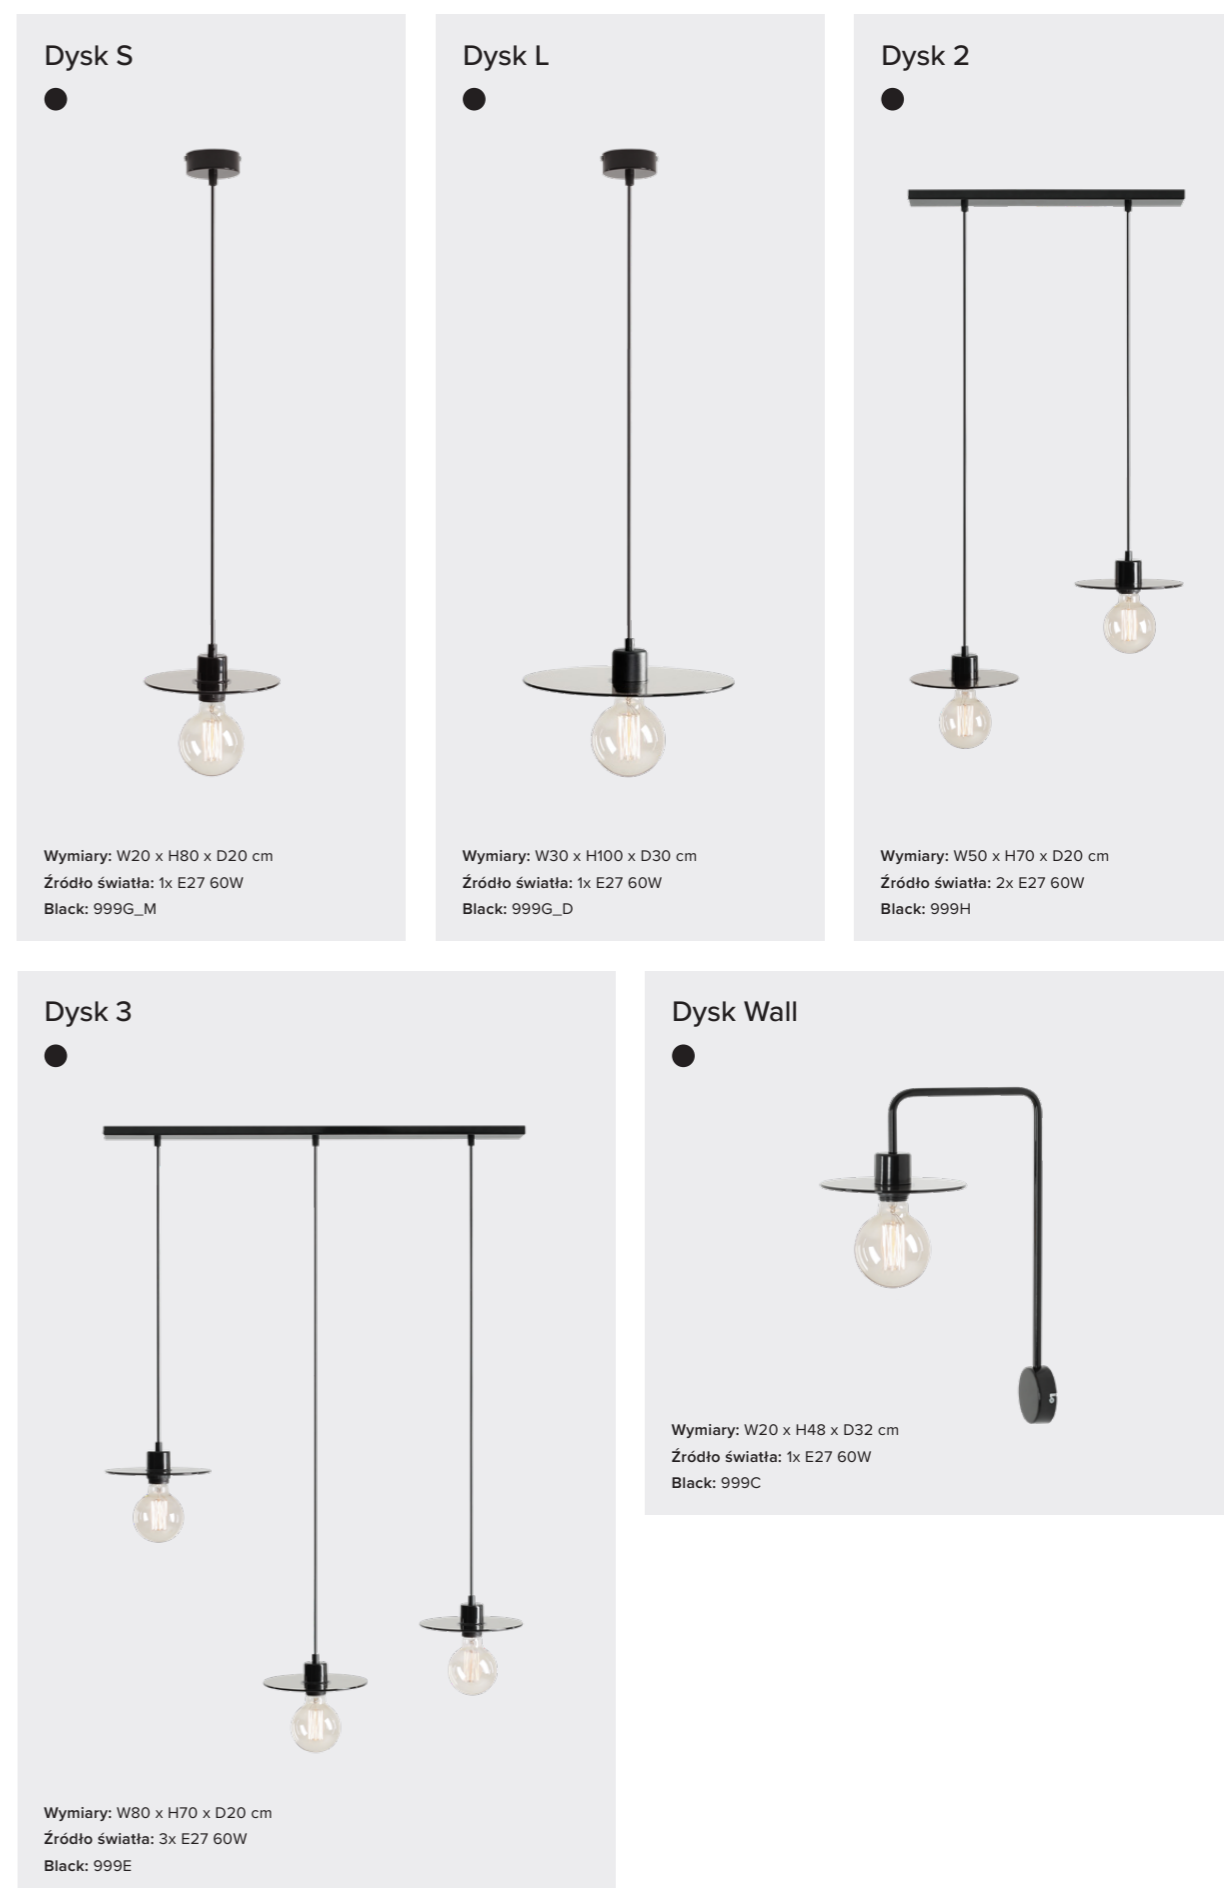 Dysk S
Wymiary: W20 x H80 x D20 cm
Źródło światła: 1x E27 60W
Black: 999G_M
Dysk L
Wymiary: W30 x H100 x D30 cm
Źródło światła: 1x E27 60W
Black: 999G_D
Dysk 2
Wymiary: W50 x H70 x D20 cm
Źródło światła: 2x E27 60W
Black: 999H
Dysk 3
Wymiary: W80 x H70 x D20 cm
Źródło światła: 3x E27 60W
Black: 999E
Dysk Wall
Wymiary: W20 x H48 x D32 cm
Źródło światła: 1x E27 60W
Black: 999C